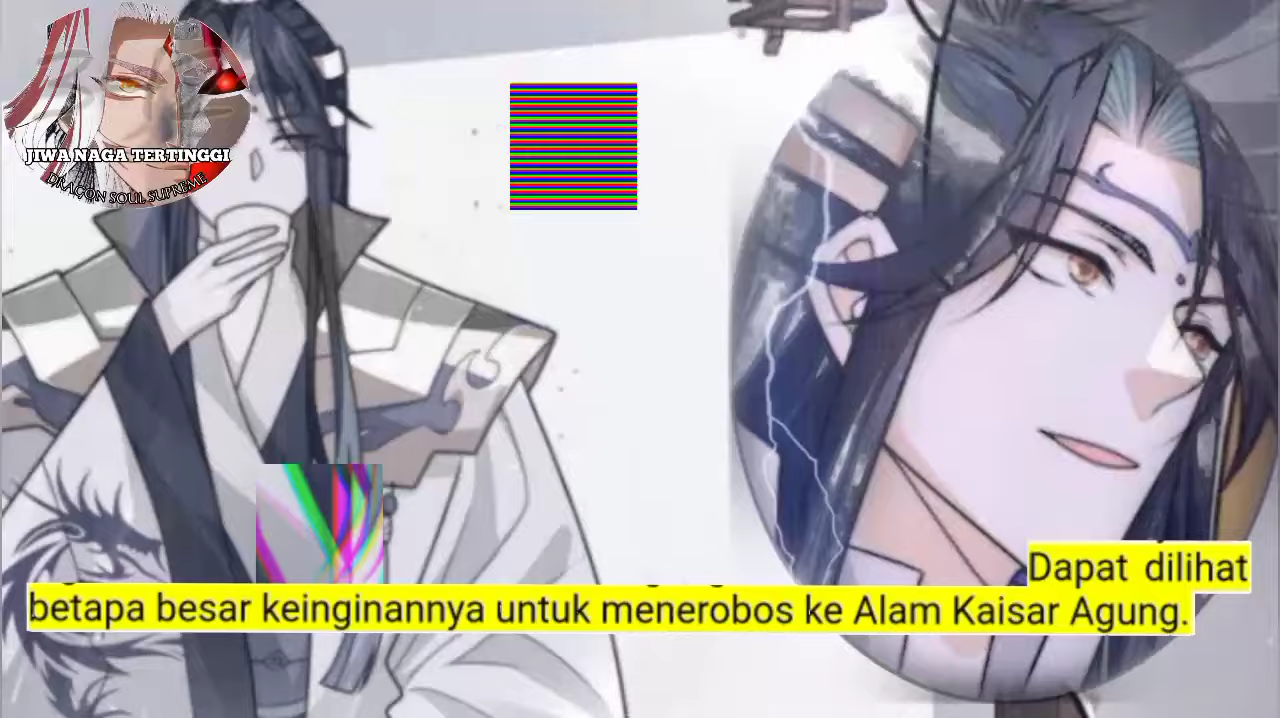 JIWA NAGA TERTINGGI
DRAGON SOUL SUPREME
Dapat dilihat
betapa besar keinginannya untuk menerobos ke Alam Kaisar Agung.